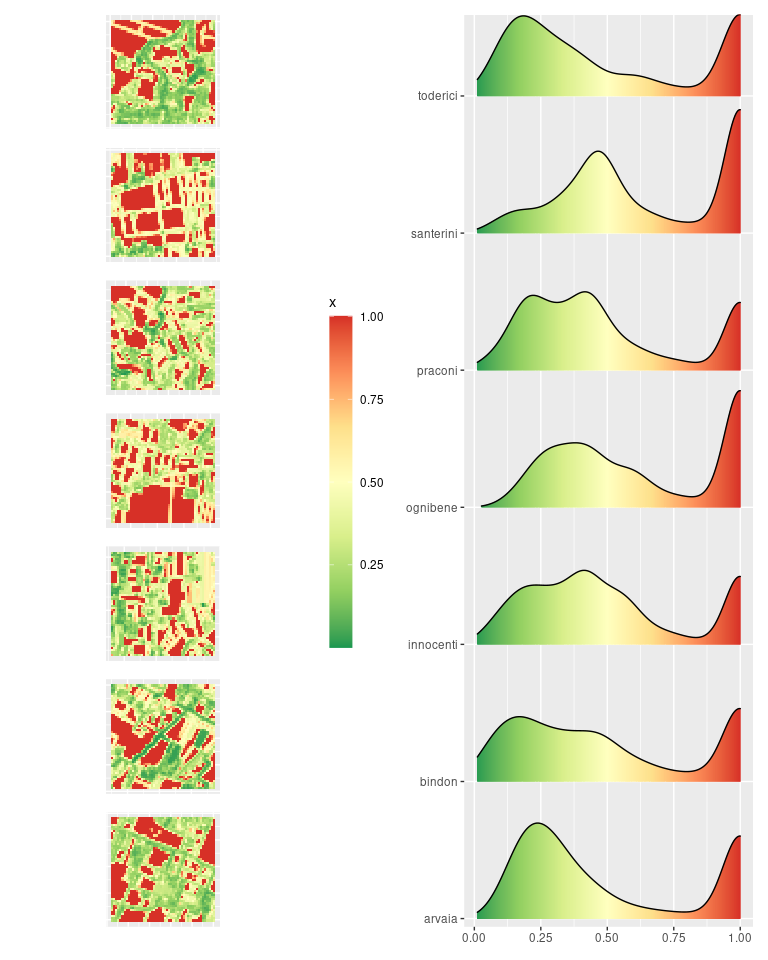 x
1.00
0.75
0.50
0.25
toderici
santerini
praconi
ognibene
innocenti
bindon
arvaia
0.00 0.25 0.50 0.75 1.00